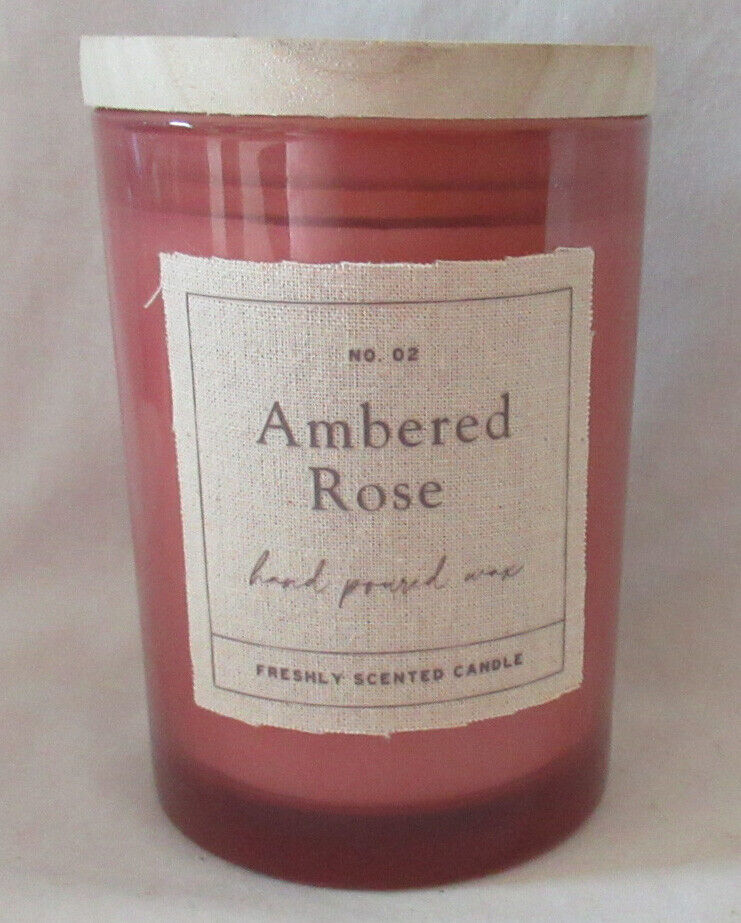 NO. 02
Ambered
Rose
hand poured wax
FRESHLY SCENTED CANDLE